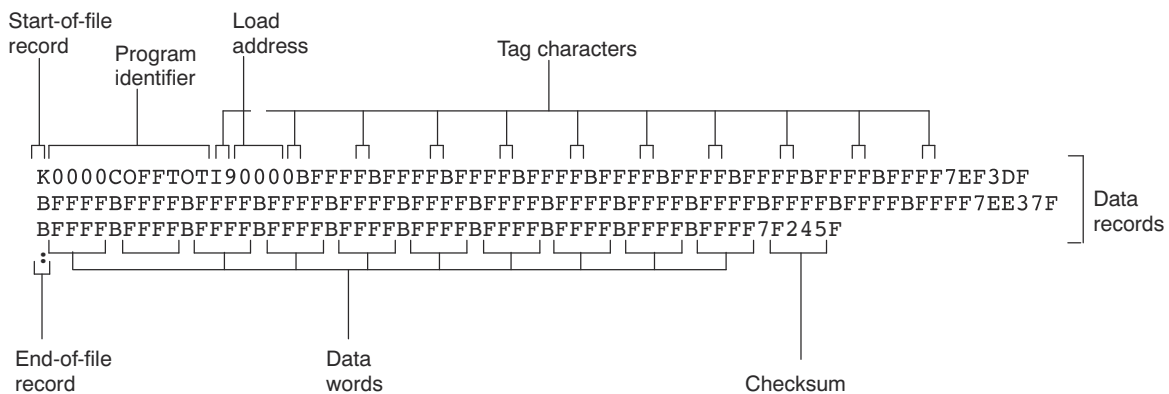 Start-of-file
record
Program
identifier
Load
address
Tag characters
K0000COFFTOTI90000BFFFFBFFFFBFFFFBFFFFBFFFFBFFFFBFFFFBFFFFBFFFF7EF3DF
BFFFFBFFFFBFFFFBFFFFBFFFFBFFFFBFFFFBFFFFBFFFFBFFFFBFFFFBFFFFBFFFF7EE37F
BFFFFBFFFFBFFFFBFFFFBFFFFBFFFFBFFFFBFFFFBFFFFBFFFF7F245F
:
Data
records
End-of-file
record
Data
words
Checksum